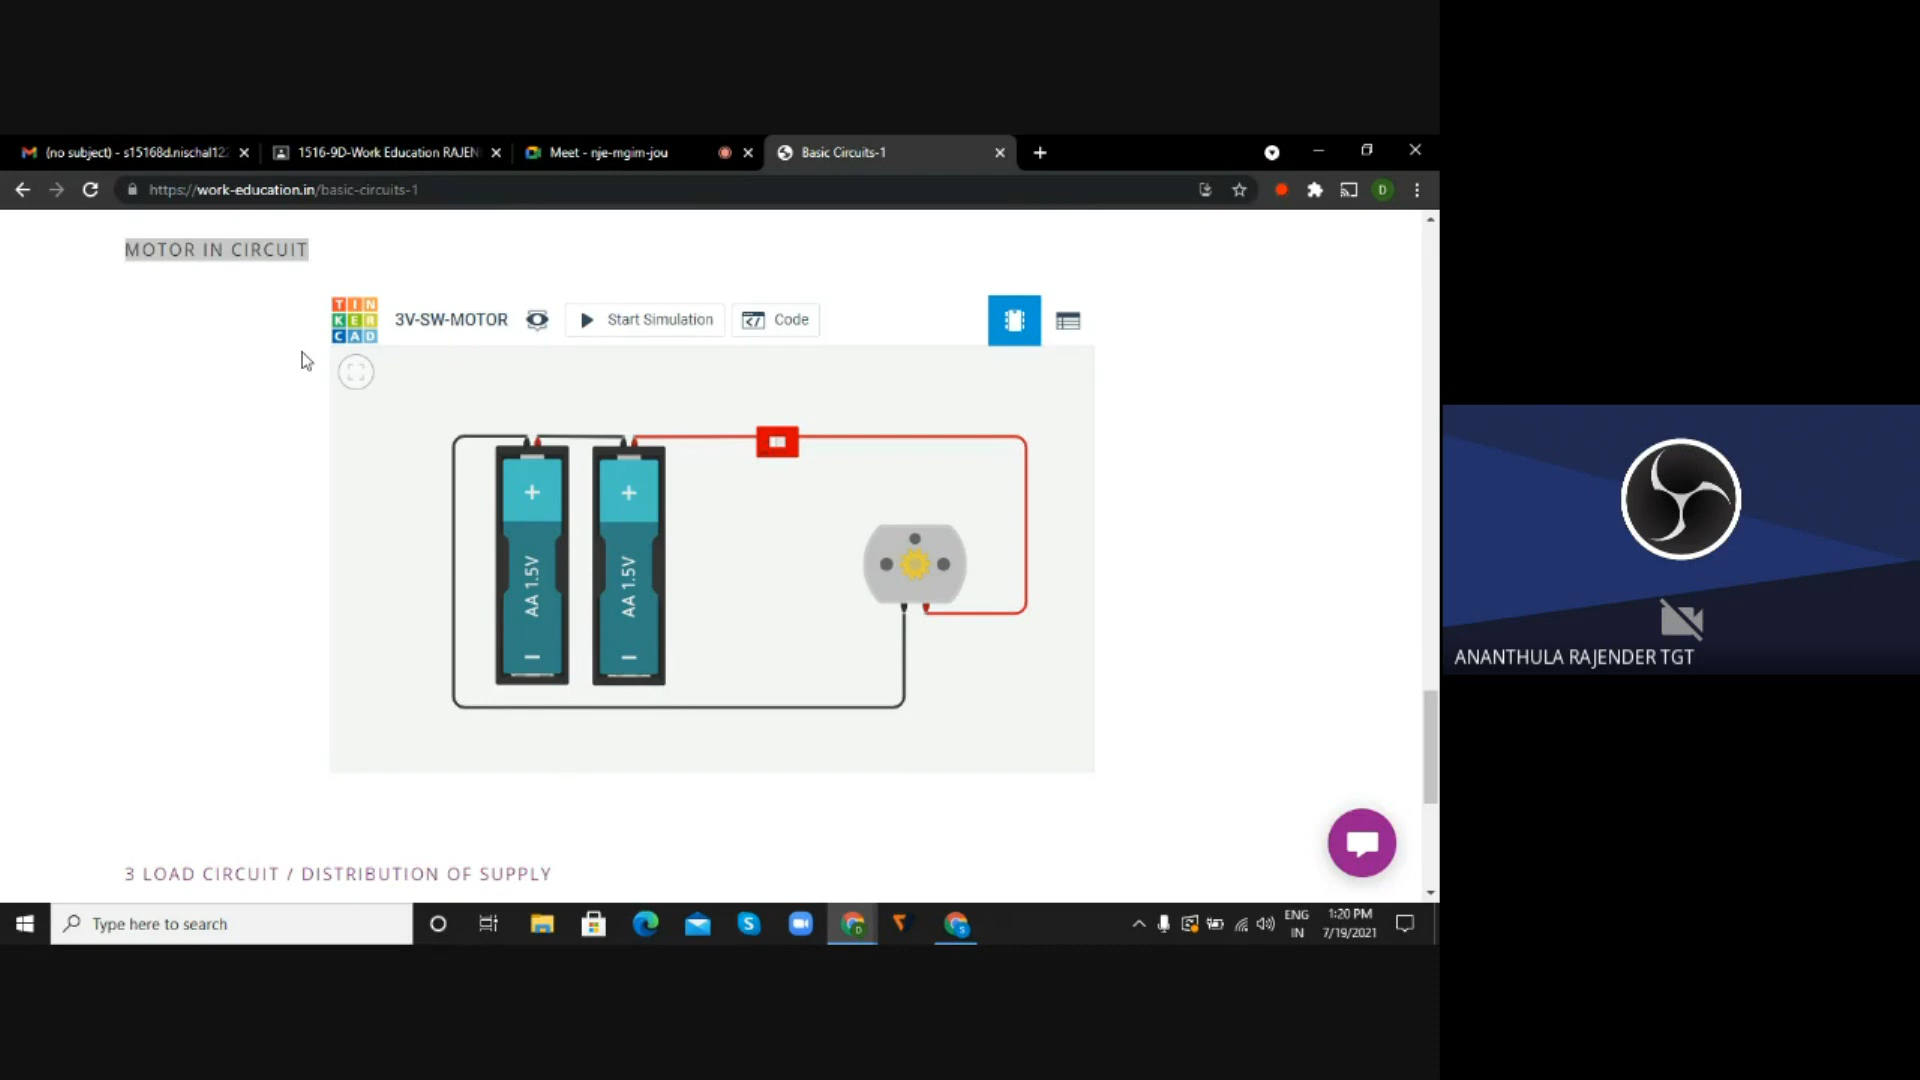 (no subject) - s15168d.nischal122
1516-9D-Work Education RAJEN
Meet - nje-mgim-jou
Basic Circuits-1
https://work-education.in/basic-circuits-1
D
MOTOR IN CIRCUIT
TIN
KER
CAD
3V-SW-MOTOR
Start Simulation
Code
+
+
AA 1.5V
AA 1.5V
ANANTHULA RAJENDER TGT
3 LOAD CIRCUIT / DISTRIBUTION OF SUPPLY
Type here to search
ENG
IN
1:20 PM
7/19/2021